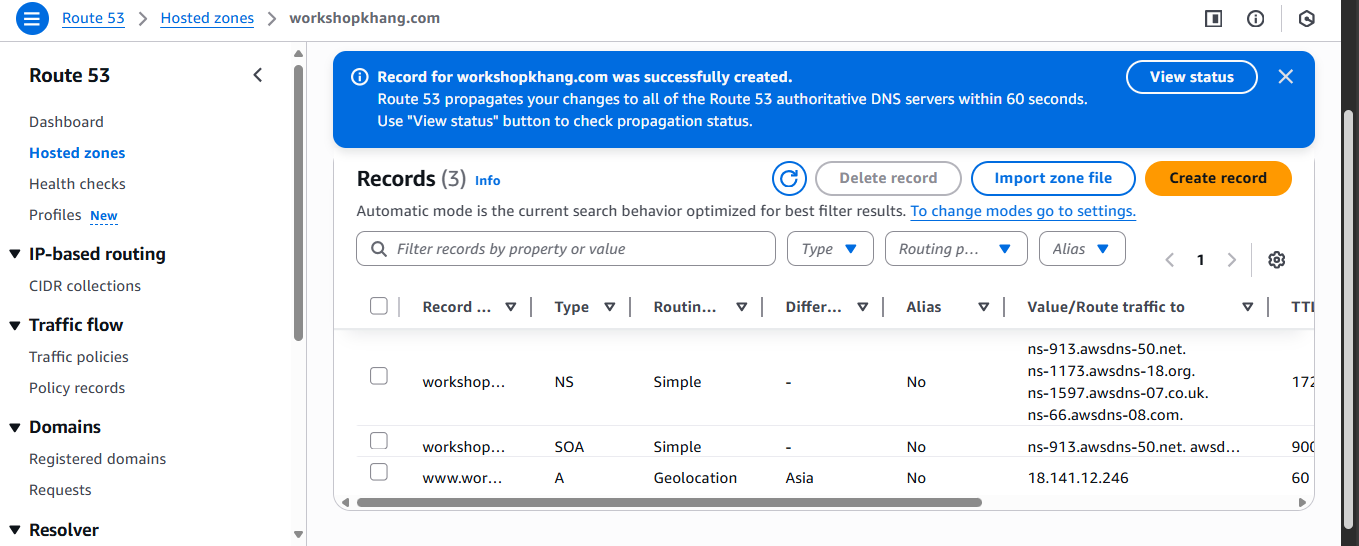 Route 53 > Hosted zones > workshopkhang.com
Route 53
Dashboard
Hosted zones
Health checks
Profiles New
IP-based routing
CIDR collections
Traffic flow
Traffic policies
Policy records
Domains
Registered domains
Requests
Resolver
Record for workshopkhang.com was successfully created.
Route 53 propagates your changes to all of the Route 53 authoritative DNS servers within 60 seconds.
Use "View status" button to check propagation status.
View status
Records (3) Info
Delete record
Import zone file
Create record
Automatic mode is the current search behavior optimized for best filter results. To change modes go to settings.
Filter records by property or value
Type
Routing p...
Alias
1
Record ... Type Routin... Differ... Alias Value/Route traffic to TTL
workshop... NS Simple - No
ns-913.awsdns-50.net.
ns-1173.awsdns-18.org.
ns-1597.awsdns-07.co.uk.
ns-66.awsdns-08.com.
172
workshop... SOA Simple - No ns-913.awsdns-50.net. awsd... 900
www.wor... A Geolocation Asia No 18.141.12.246 60